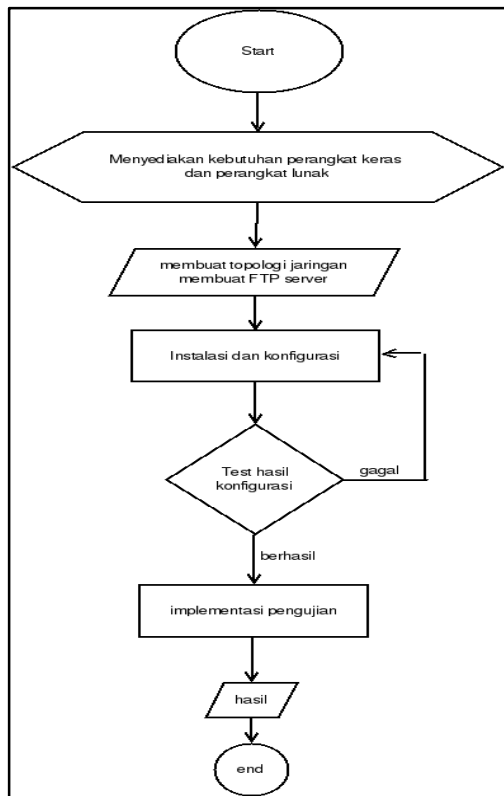 Start
Menyediakan kebutuhan perangkat keras
dan perangkat lunak
membuat topologi jaringan
membuat FTP server
Instalasi dan konfigurasi
Test hasil
konfigurasi
gagal
berhasil
implementasi pengujian
hasil
end